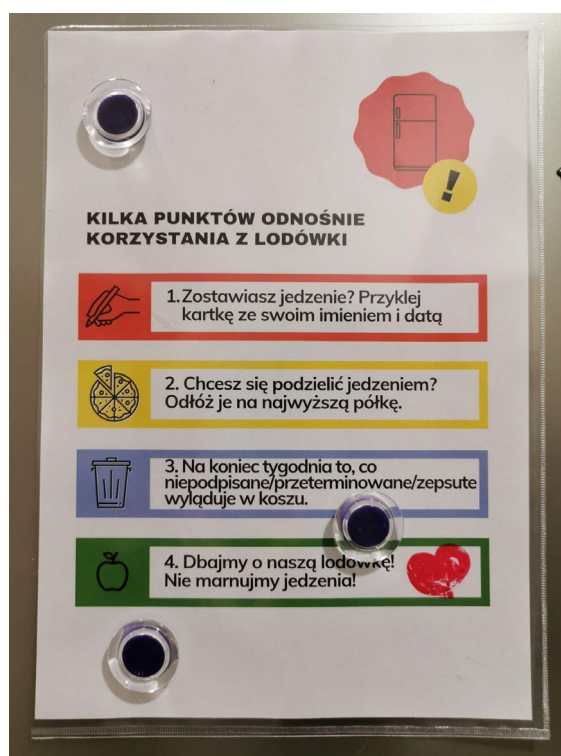 !
KILKA PUNKTÓW ODNOŚNIE
KORZYSTANIA Z LODÓWKI
1. Zostawiasz jedzenie? Przyklej
kartkę ze swoim imieniem i datą
2. Chcesz się podzielić jedzeniem?
Odłóż je na najwyższą półkę.
3. Na koniec tygodnia to, co
niepodpisane/przeterminowane/zepsute
wyląduje w koszu.
4. Dbajmy o naszą lodówkę!
Nie marnujmy jedzenia!